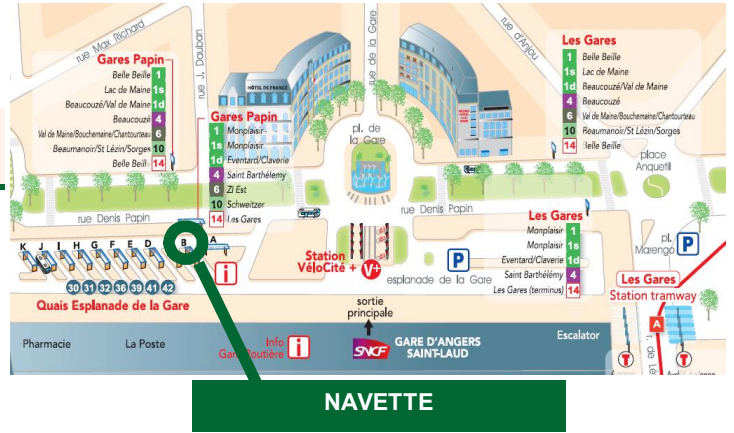 rue Max Richard
rue J. Dauban
rue de la Gare
rue d'Anjou
Gares Papin
Belle Beille 1
Lac de Maine 1s
Beaucouzé/Val de Maine 1d
Beaucouzé 4
Val de Maine/Bouchemaine/Chantourteau 6
Beaumanoir/St Lézin/Sorges 10
Belle Beille 14
HÔTEL DE FRANCE
Gares Papin
1 Monplaisir
1s Monplaisir
1d Eventard/Claverie
4 Saint Barthélemy
6 ZI Est
10 Schweitzer
14 Les Gares
pl. de
la Gare
Les Gares
1 Belle Beille
1s Lac de Maine
1d Beaucouzé/Val de Maine
4 Beaucouzé
6 Val de Maine/Bouchemaine/Chantourteau
10 Beaumanoir/St Lézin/Sorges
14 Belle Beille
place
Anquetil
rue Denis Papin
rue Denis Papin
Les Gares
Monplaisir 1
Monplaisir 1s
Eventard/Claverie 1d
Saint Barthélémy 4
Les Gares (terminus) 14
pl.
Marengo
P
K J I H G F E D B A
30 31 32 36 39 41 42
Quais Esplanade de la Gare
i
Station
VéloCité + V+
P
esplanade de la Gare
Les Gares
Station tramway
A
T
T
sortie
principale
Pharmacie
La Poste
Info
Gare Routière i
SNCF
GARE D'ANGERS
SAINT-LAUD
Escalator
NAVETTE